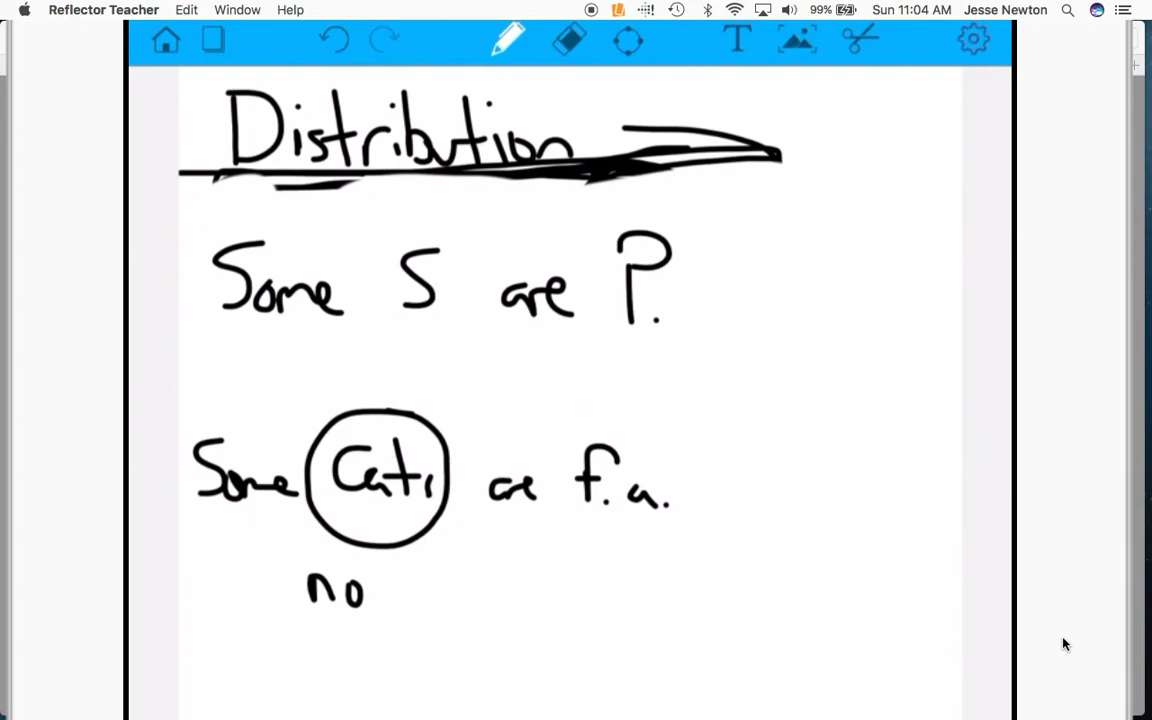 Reflector Teacher Edit Window Help 99% Sun 11:04 AM Jesse Newton
T
Distribution
Some S are P.
Some Cats are f.a.
no